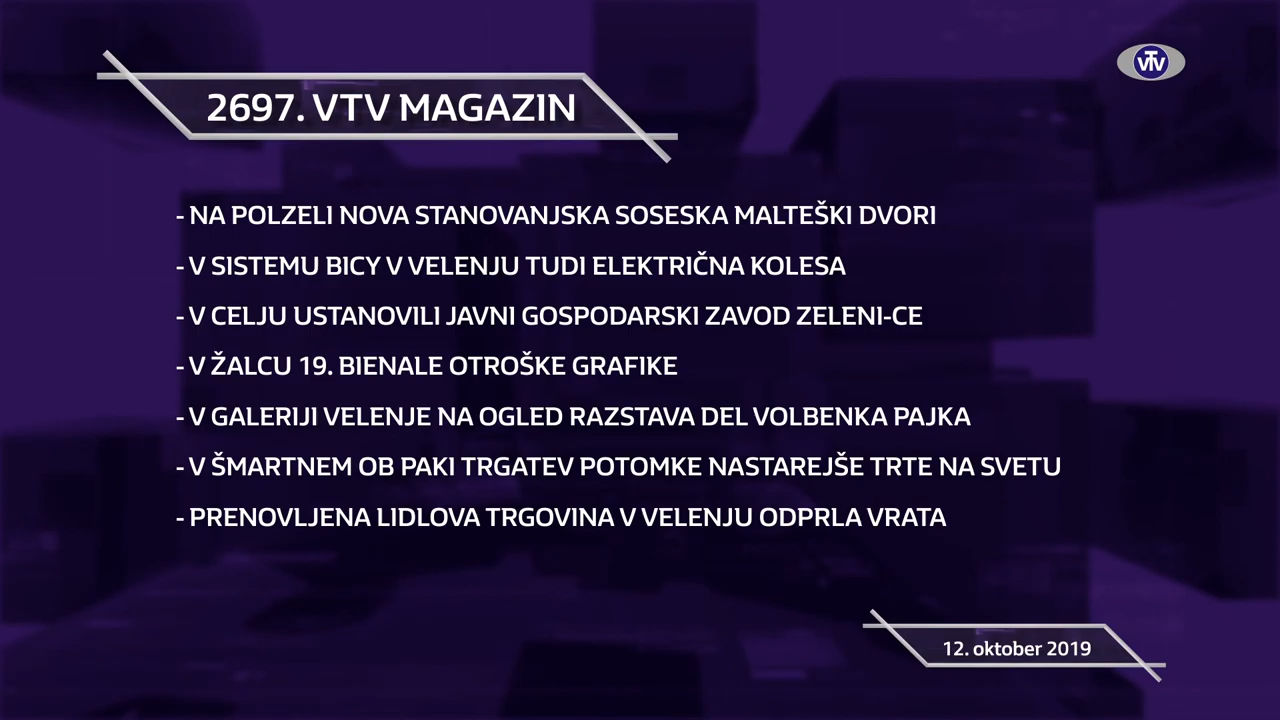 VTV
2697. VTV MAGAZIN
- NA POLZELI NOVA STANOVANJSKA SOSESKA MALTEŠKI DVORI
- V SISTEMU BICY V VELENJU TUDI ELEKTRIČNA KOLESA
- V CELJU USTANOVILI JAVNI GOSPODARSKI ZAVOD ZELENI-CE
- V ŽALCU 19. BIENALE OTROŠKE GRAFIKE
- V GALERIJI VELENJE NA OGLED RAZSTAVA DEL VOLBENKA PAJKA
- V ŠMARTNEM OB PAKI TRGATEV POTOMKE NASTAREJŠE TRTE NA SVETU
- PRENOVLJENA LIDLOVA TRGOVINA V VELENJU ODPRLA VRATA
12. oktober 2019